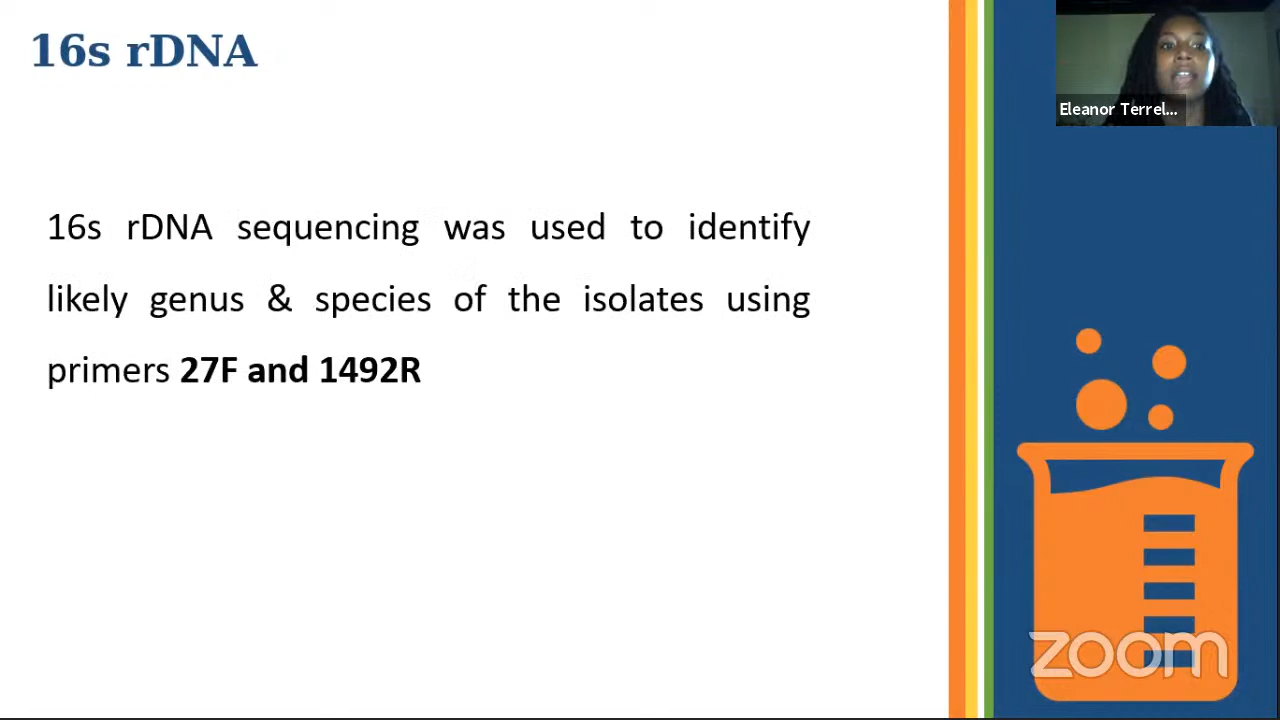 16s rDNA
Eleanor Terrel...
16s rDNA sequencing was used to identify
likely genus & species of the isolates using
primers 27F and 1492R
zoom